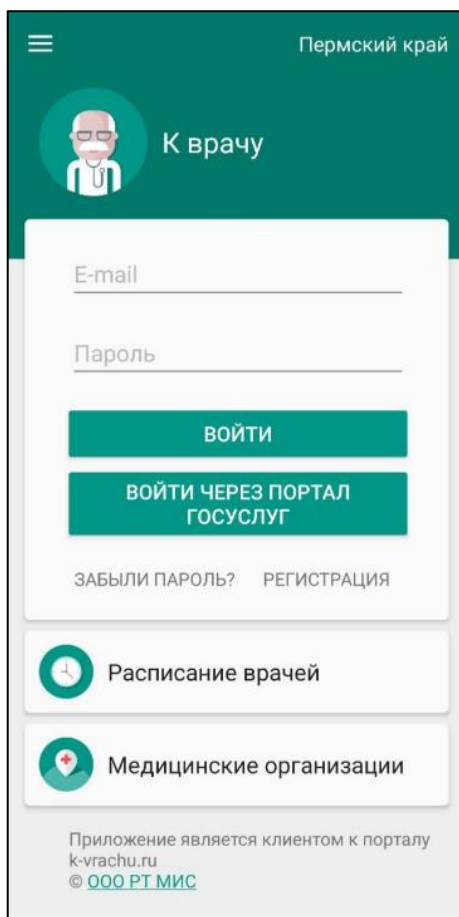 Пермский край
К врачу
E-mail
Пароль
ВОЙТИ
ВОЙТИ ЧЕРЕЗ ПОРТАЛ
ГОСУСЛУГ
ЗАБЫЛИ ПАРОЛЬ? РЕГИСТРАЦИЯ
Расписание врачей
Медицинские организации
Приложение является клиентом к порталу
k-vrachu.ru
© ООО РТ МИС